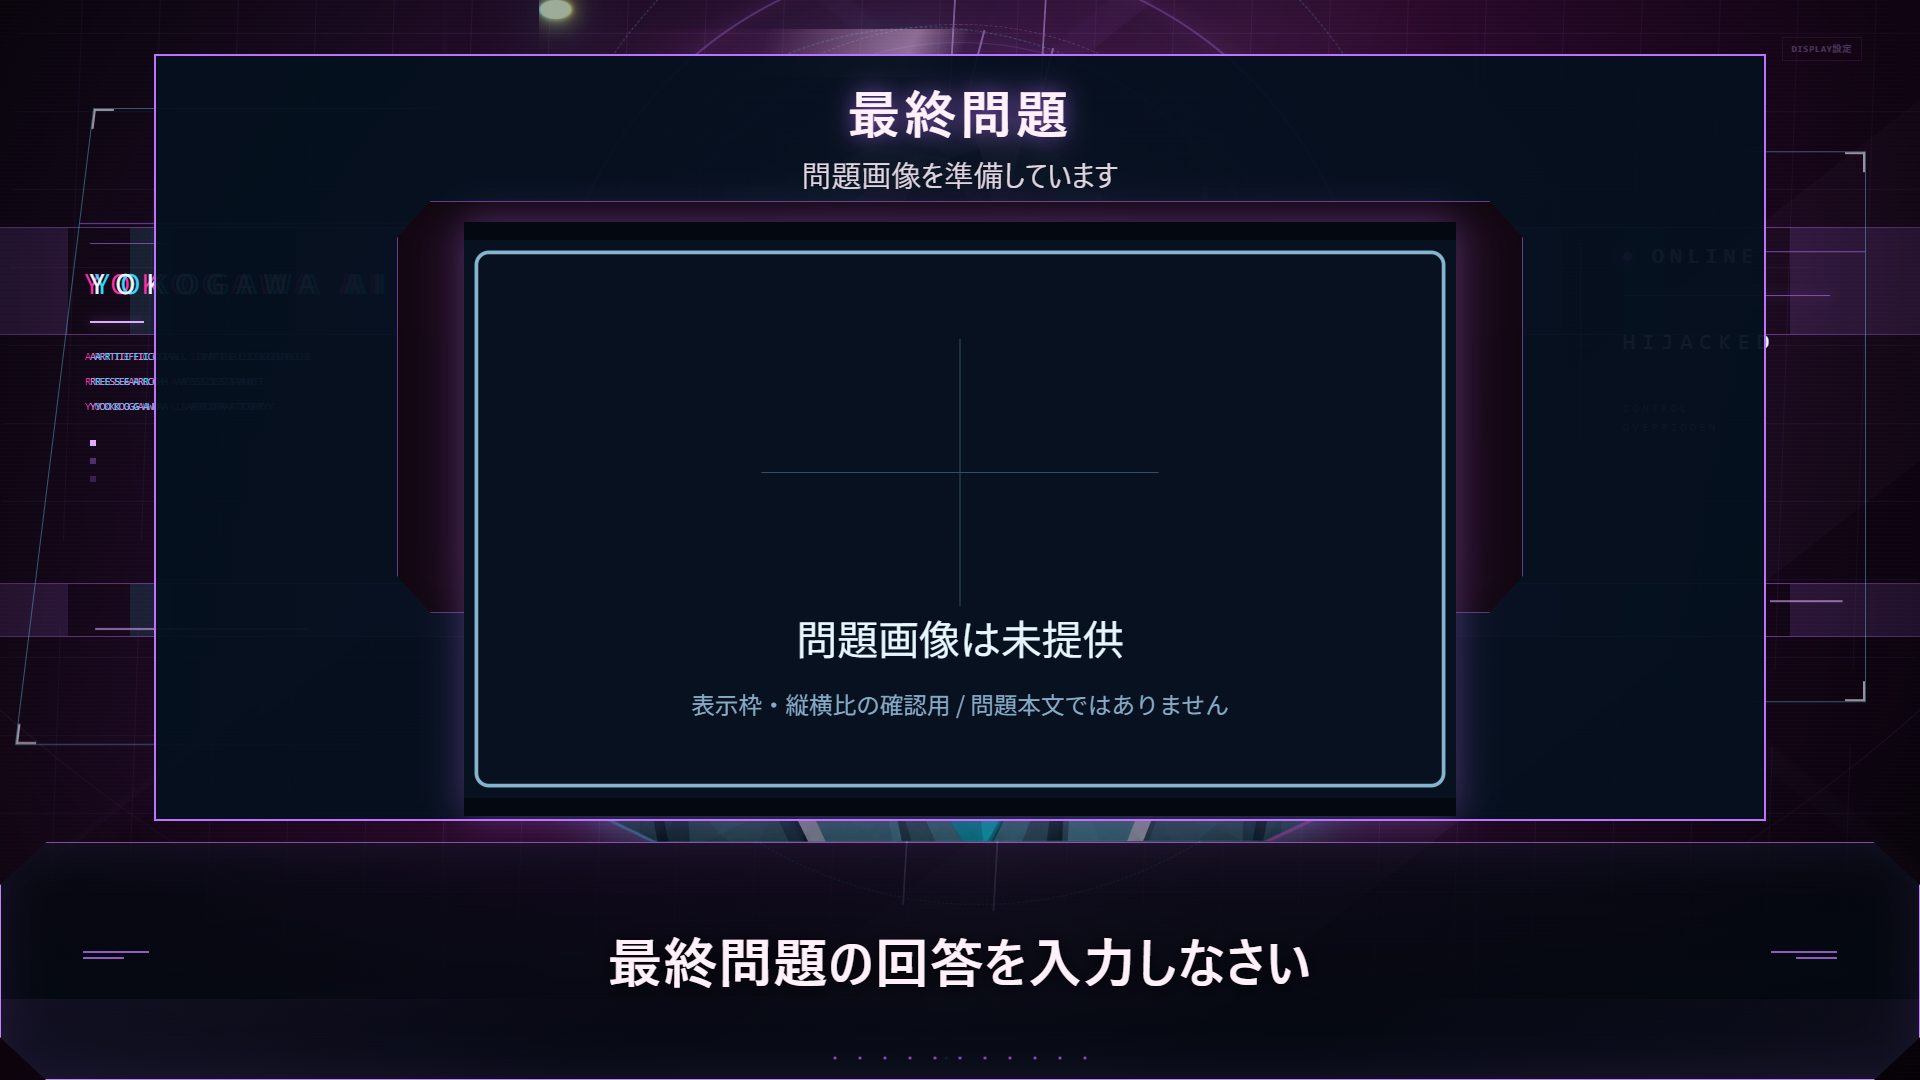 DISPLAY設定
最終問題
問題画像を準備しています
YOKOGAWA AI
ONLINE
HIJACKED
問題画像は未提供
表示枠・縦横比の確認用 / 問題本文ではありません
最終問題の回答を入力しなさい